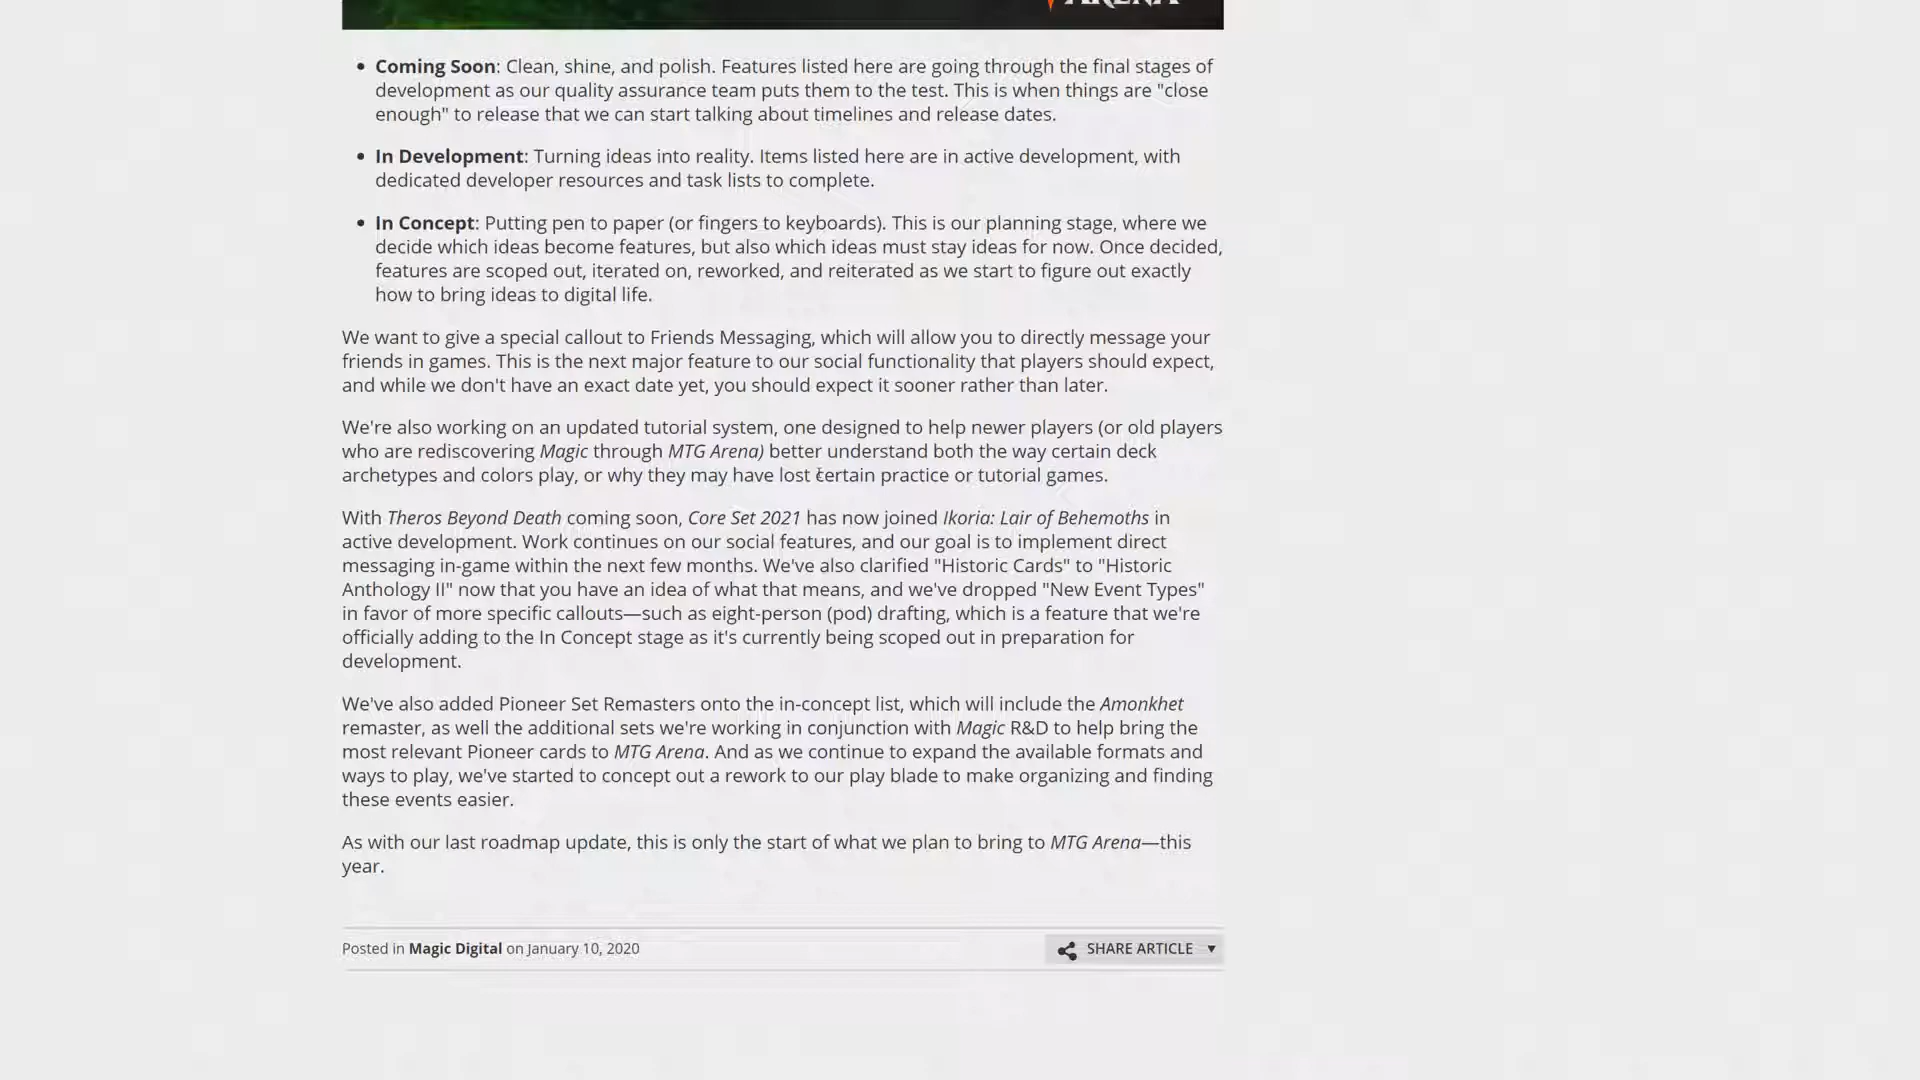 ARENA
Coming Soon: Clean, shine, and polish. Features listed here are going through the final stages of
development as our quality assurance team puts them to the test. This is when things are "close
enough" to release that we can start talking about timelines and release dates.
In Development: Turning ideas into reality. Items listed here are in active development, with
dedicated developer resources and task lists to complete.
In Concept: Putting pen to paper (or fingers to keyboards). This is our planning stage, where we
decide which ideas become features, but also which ideas must stay ideas for now. Once decided,
features are scoped out, iterated on, reworked, and reiterated as we start to figure out exactly
how to bring ideas to digital life.
We want to give a special callout to Friends Messaging, which will allow you to directly message your
friends in games. This is the next major feature to our social functionality that players should expect,
and while we don't have an exact date yet, you should expect it sooner rather than later.
We're also working on an updated tutorial system, one designed to help newer players (or old players
who are rediscovering Magic through MTG Arena) better understand both the way certain deck
archetypes and colors play, or why they may have lost certain practice or tutorial games.
With Theros Beyond Death coming soon, Core Set 2021 has now joined Ikoria: Lair of Behemoths in
active development. Work continues on our social features, and our goal is to implement direct
messaging in-game within the next few months. We've also clarified "Historic Cards" to "Historic
Anthology II" now that you have an idea of what that means, and we've dropped "New Event Types"
in favor of more specific callouts—such as eight-person (pod) drafting, which is a feature that we're
officially adding to the In Concept stage as it's currently being scoped out in preparation for
development.
We've also added Pioneer Set Remasters onto the in-concept list, which will include the Amonkhet
remaster, as well the additional sets we're working in conjunction with Magic R&D to help bring the
most relevant Pioneer cards to MTG Arena. And as we continue to expand the available formats and
ways to play, we've started to concept out a rework to our play blade to make organizing and finding
these events easier.
As with our last roadmap update, this is only the start of what we plan to bring to MTG Arena—this
year.
Posted in Magic Digital on January 10, 2020
SHARE ARTICLE